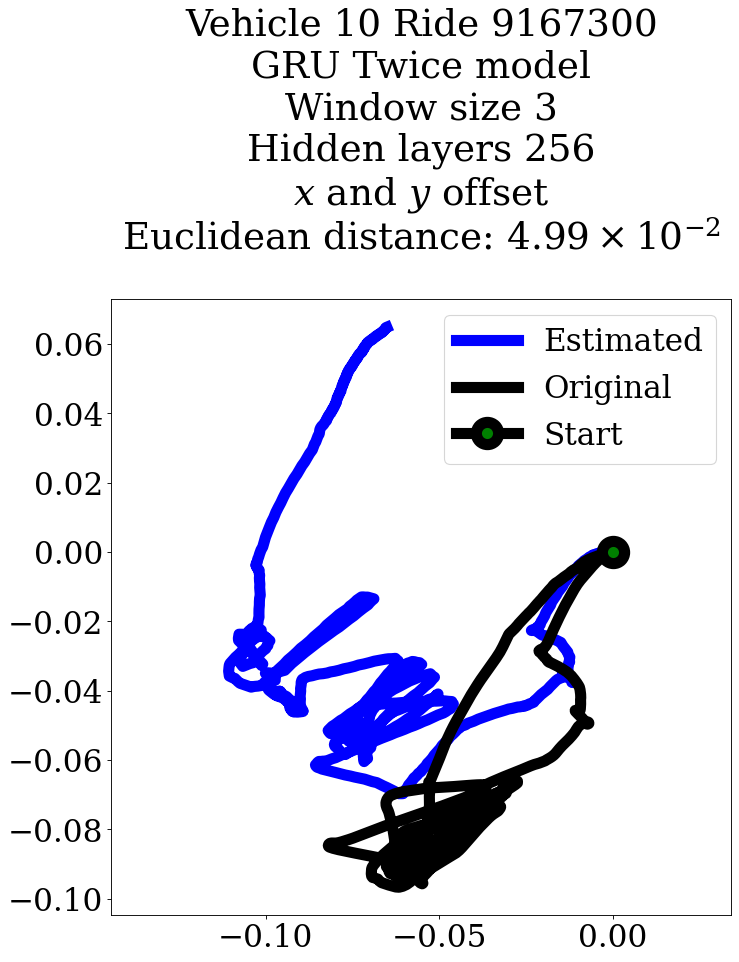 Vehicle 10 Ride 9167300
GRU Twice model
Window size 3
Hidden layers 256
x and y offset
Euclidean distance: 4.99 × 10⁻²
Estimated
Original
Start
0.06
0.04
0.02
0.00
−0.02
−0.04
−0.06
−0.08
−0.10
−0.10 −0.05 0.00